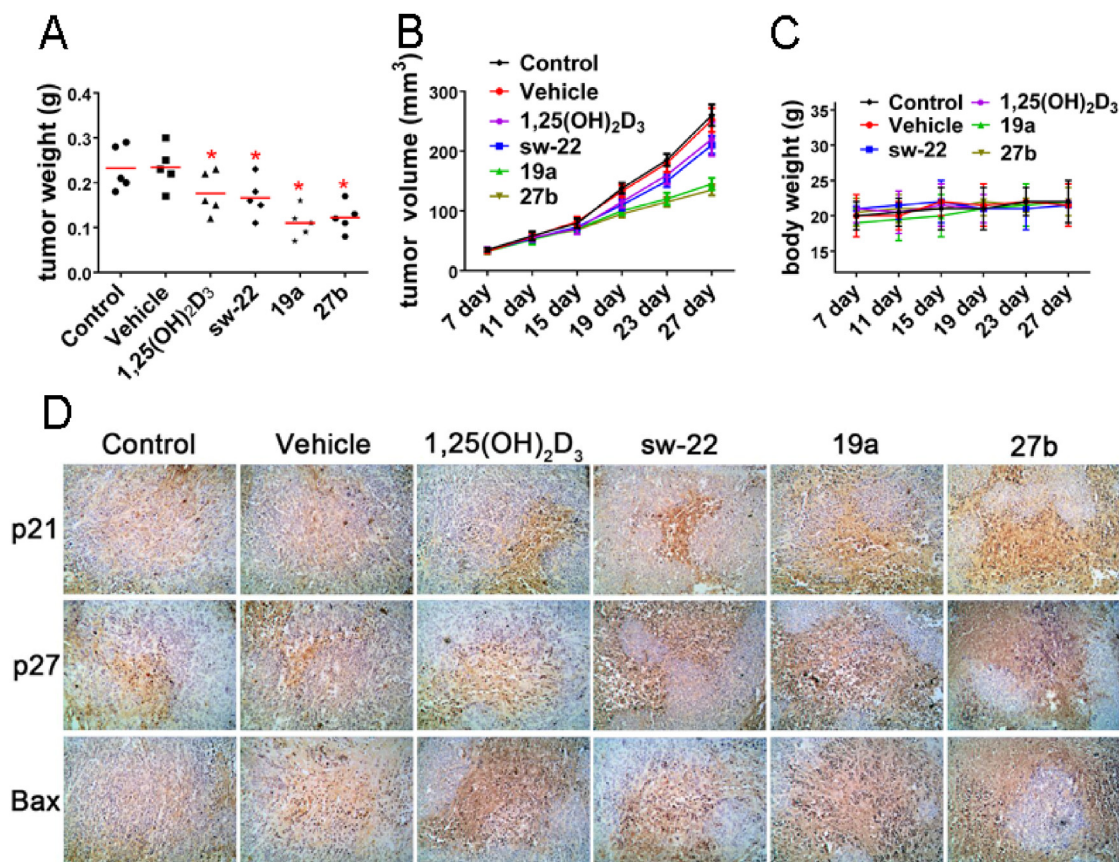 A
tumor weight (g)
0.4
0.3
0.2
0.1
0.0
* * * *
Control Vehicle 1,25(OH)₂D₃ sw-22 19a 27b
B
tumor volume (mm³)
300
200
100
0
Control
Vehicle
1,25(OH)₂D₃
sw-22
19a
27b
7 day 11 day 15 day 19 day 23 day 27 day
C
body weight (g)
35
30
25
20
15
Control 1,25(OH)₂D₃
Vehicle 19a
sw-22 27b
7 day 11 day 15 day 19 day 23 day 27 day
D
Control Vehicle 1,25(OH)₂D₃ sw-22 19a 27b
p21
p27
Bax